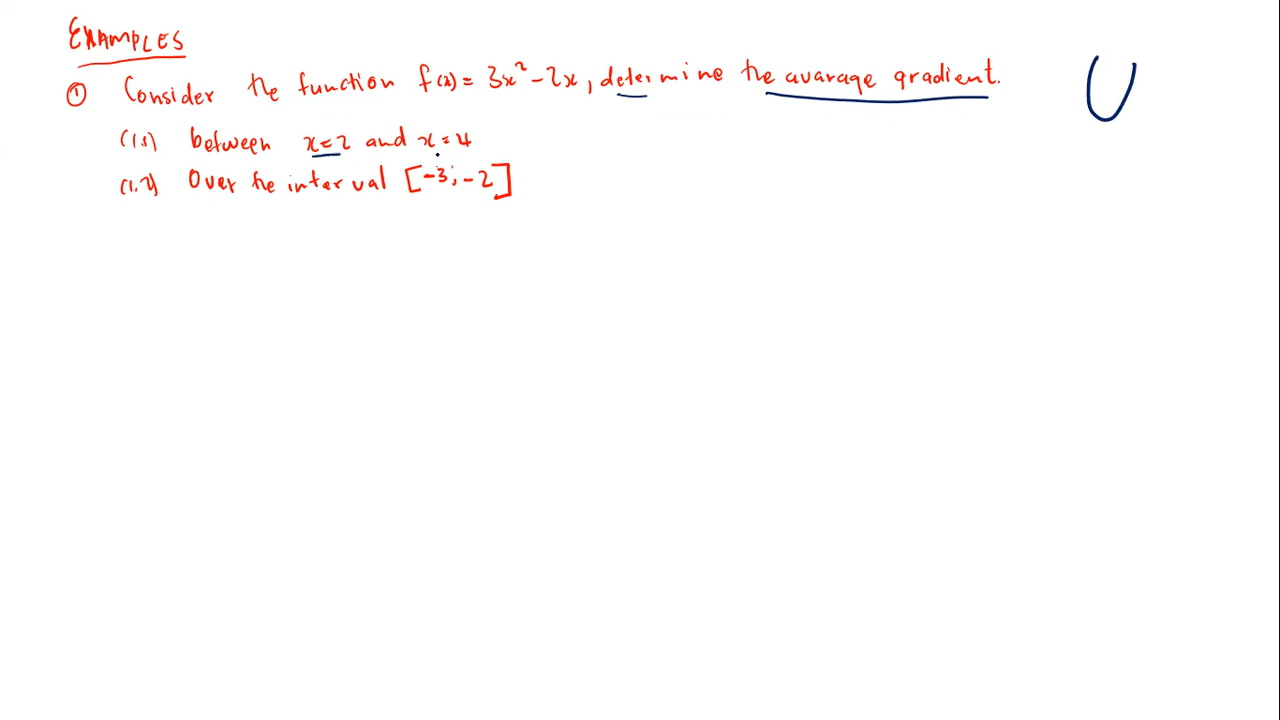 EXAMPLES
① Consider the function f(x) = 3x² - 2x, determine the avarage gradient.
(1.1) between x=2 and x=4
(1.2) Over the interval [-3; -2]